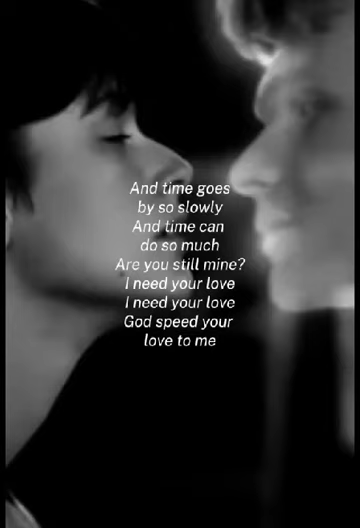 And time goes
by so slowly
And time can
do so much
Are you still mine?
I need your love
I need your love
God speed your
love to me